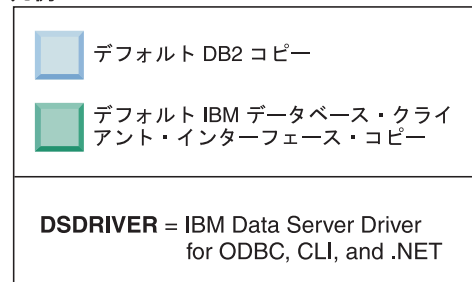 デフォルト DB2 コピー
デフォルト IBM データベース・クライ
アント・インターフェース・コピー
DSDRIVER = IBM Data Server Driver
for ODBC, CLI, and .NET